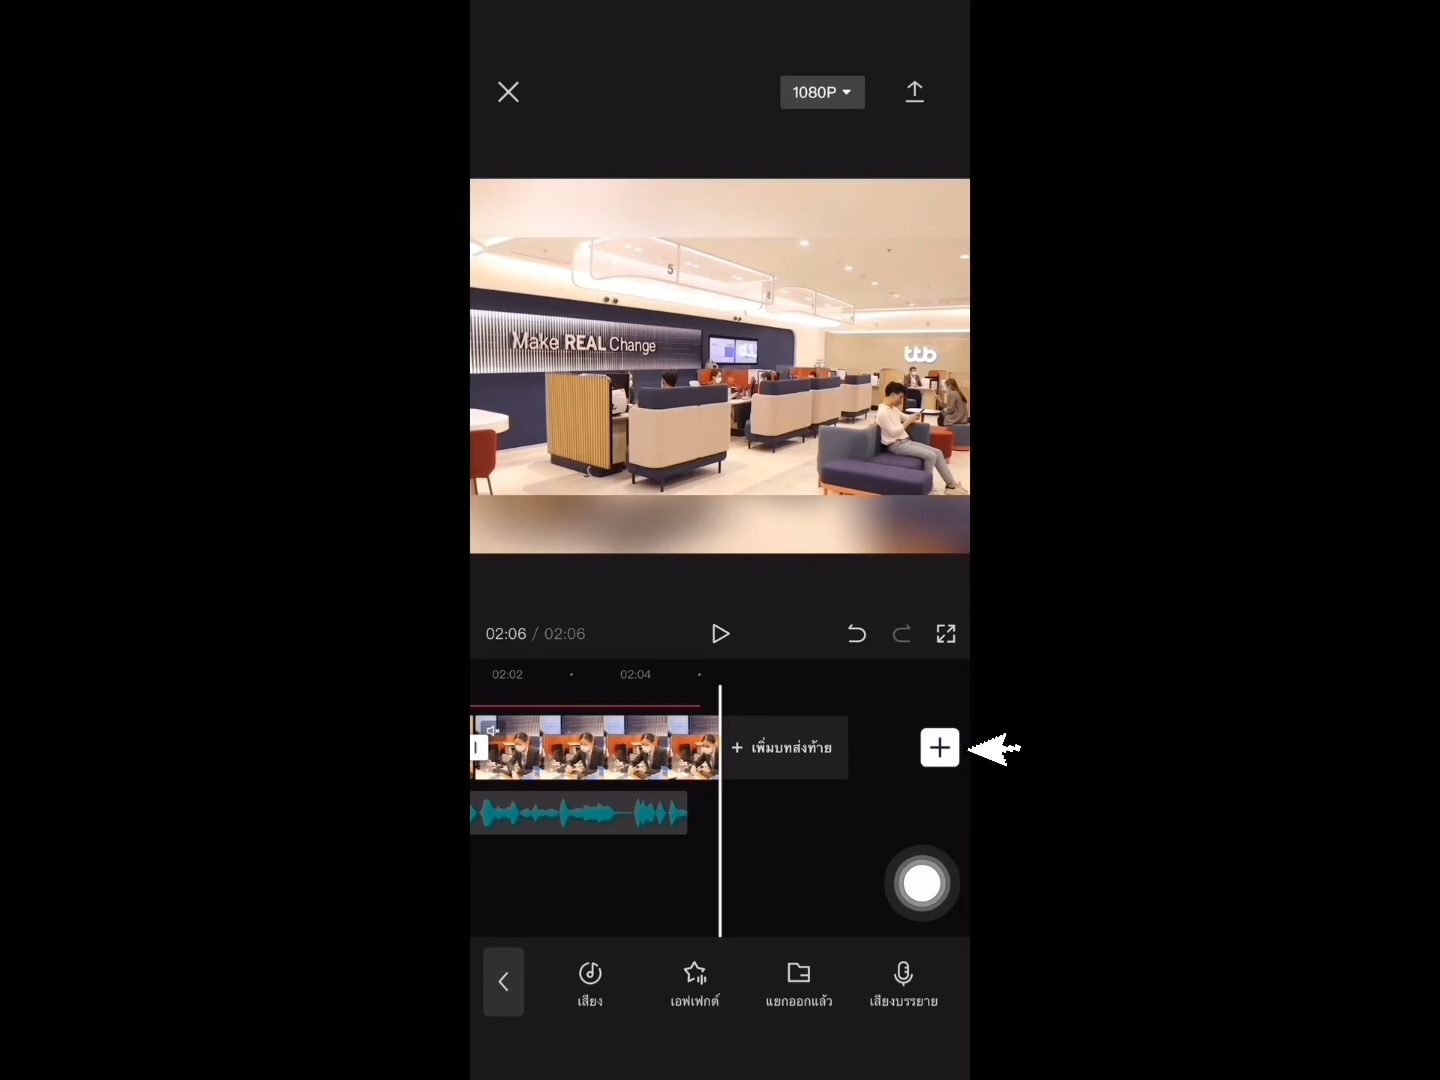 1080P
5
Make REAL Change
ttb
02:06 / 02:06
02:02
02:04
+ เพิ่มบทส่งท้าย
เสียง
เอฟเฟกต์
แยกออกแล้ว
เสียงบรรยาย